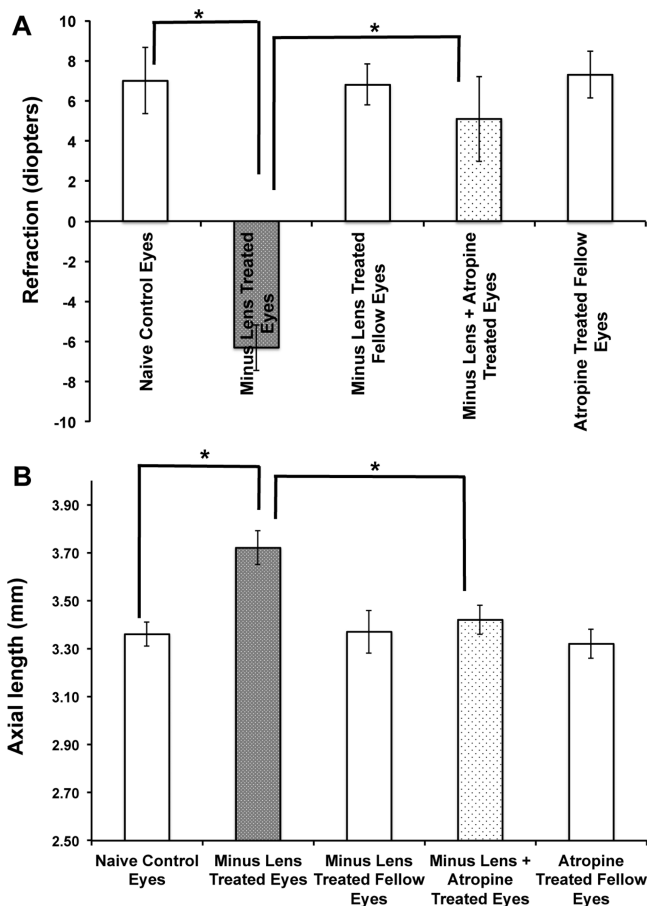 A
*
*
10
8
6
4
2
0
-2
-4
-6
-8
-10
Refraction (diopters)
Naive Control Eyes
Minus Lens Treated
Eyes
Minus Lens Treated
Fellow Eyes
Minus Lens + Atropine
Treated Eyes
Atropine Treated Fellow
Eyes
B
*
*
3.90
3.70
3.50
3.30
3.10
2.90
2.70
2.50
Axial length (mm)
Naive Control
Eyes
Minus Lens
Treated Eyes
Minus Lens
Treated Fellow
Eyes
Minus Lens +
Atropine
Treated Eyes
Atropine
Treated Fellow
Eyes